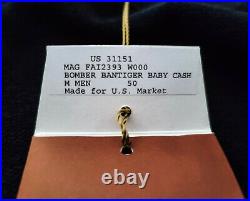 US 31151
MAG FAI2393 W000
BOMBER BANTIGER BABY CASH
M MEN 50
Made for U.S. Market